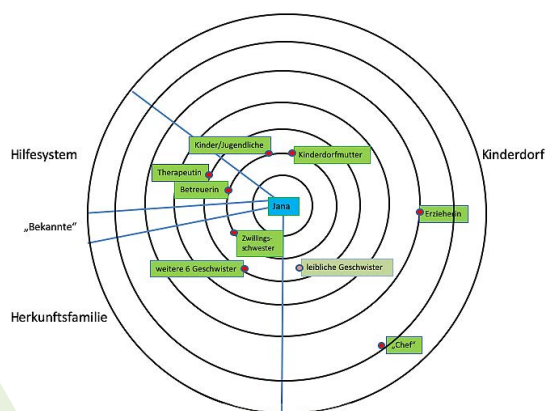 Kinder/Jugendliche
Hilfesystem
Kinderdorfmutter
Kinderdorf
Therapeutin
Betreuerin
Jana
„Bekannte“
Erzieherin
Zwillings-
schwester
weitere 6 Geschwister
leibliche Geschwister
Herkunftsfamilie
„Chef“